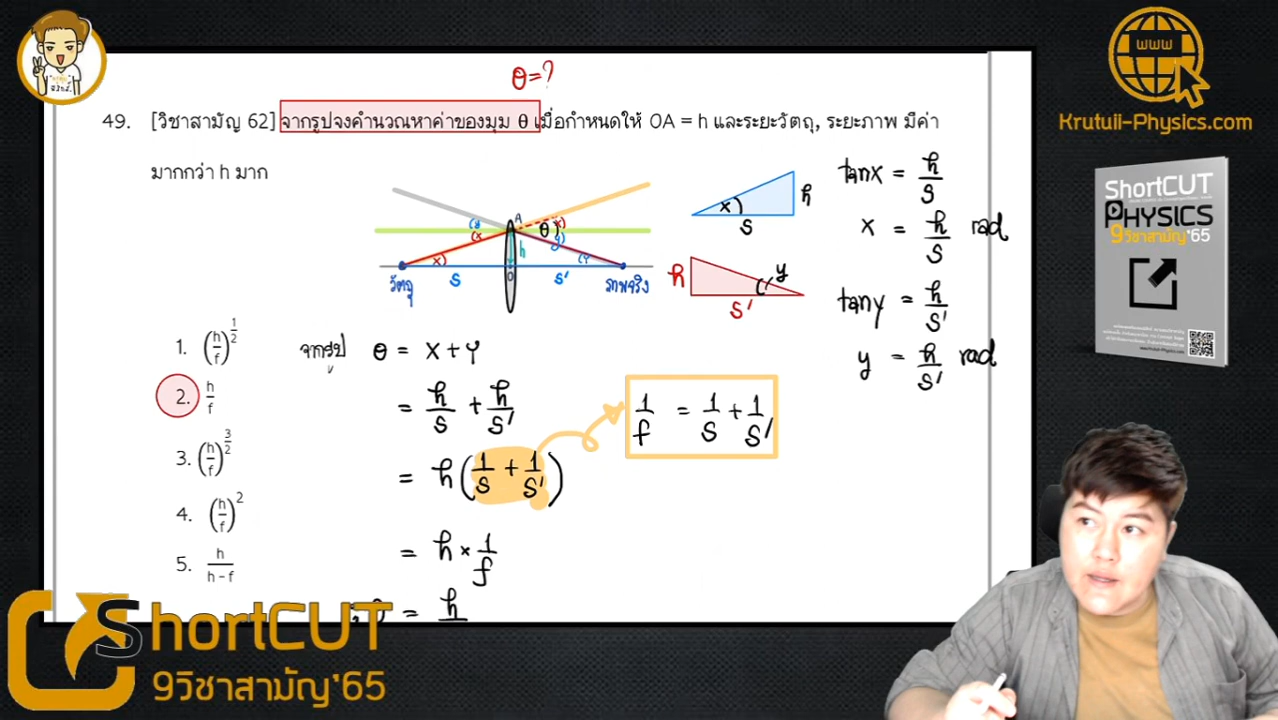 θ=?
49. [วิชาสามัญ 62] จากรูปจงคำนวณหาค่าของมุม θ เมื่อกำหนดให้ OA = h และระยะวัตถุ, ระยะภาพ มีค่า
มากกว่า h มาก
A
θ
h
x)
y
(x
x)
y)
(y
O
วัตถุ
S
S'
ภาพจริง
x
h
S
h
y
S'
tanx = h/s
x = h/s rad
tany = h/s'
y = h/s' rad
1. (h/f)^1/2
2. h/f
3. (h/f)^3/2
4. (h/f)^2
5. h/h-f
จากรูป θ = x+y
= h/s + h/s'
= h(1/s + 1/s')
= h × 1/f
= h
1/f = 1/s + 1/s'
www
Krutuii-Physics.com
ShortCUT
PHYSICS
9วิชาสามัญ'65
ShortCUT
9วิชาสามัญ'65